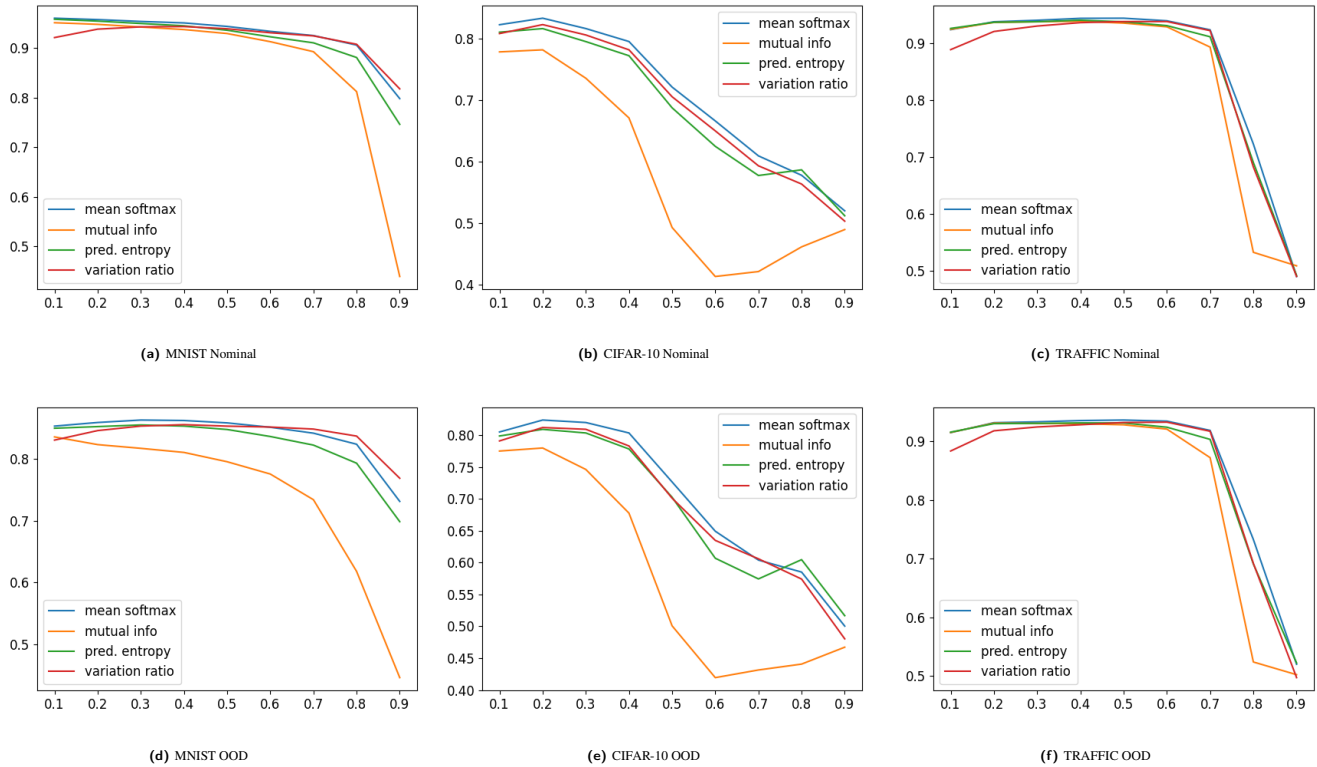 0.9
0.8
0.7
0.6
0.5
mean softmax
mutual info
pred. entropy
variation ratio
0.1 0.2 0.3 0.4 0.5 0.6 0.7 0.8 0.9
(a) MNIST Nominal
0.8
0.7
0.6
0.5
0.4
mean softmax
mutual info
pred. entropy
variation ratio
0.1 0.2 0.3 0.4 0.5 0.6 0.7 0.8 0.9
(b) CIFAR-10 Nominal
0.9
0.8
0.7
0.6
0.5
mean softmax
mutual info
pred. entropy
variation ratio
0.1 0.2 0.3 0.4 0.5 0.6 0.7 0.8 0.9
(c) TRAFFIC Nominal
0.8
0.7
0.6
0.5
mean softmax
mutual info
pred. entropy
variation ratio
0.1 0.2 0.3 0.4 0.5 0.6 0.7 0.8 0.9
(d) MNIST OOD
0.80
0.75
0.70
0.65
0.60
0.55
0.50
0.45
0.40
mean softmax
mutual info
pred. entropy
variation ratio
0.1 0.2 0.3 0.4 0.5 0.6 0.7 0.8 0.9
(e) CIFAR-10 OOD
0.9
0.8
0.7
0.6
0.5
mean softmax
mutual info
pred. entropy
variation ratio
0.1 0.2 0.3 0.4 0.5 0.6 0.7 0.8 0.9
(f) TRAFFIC OOD